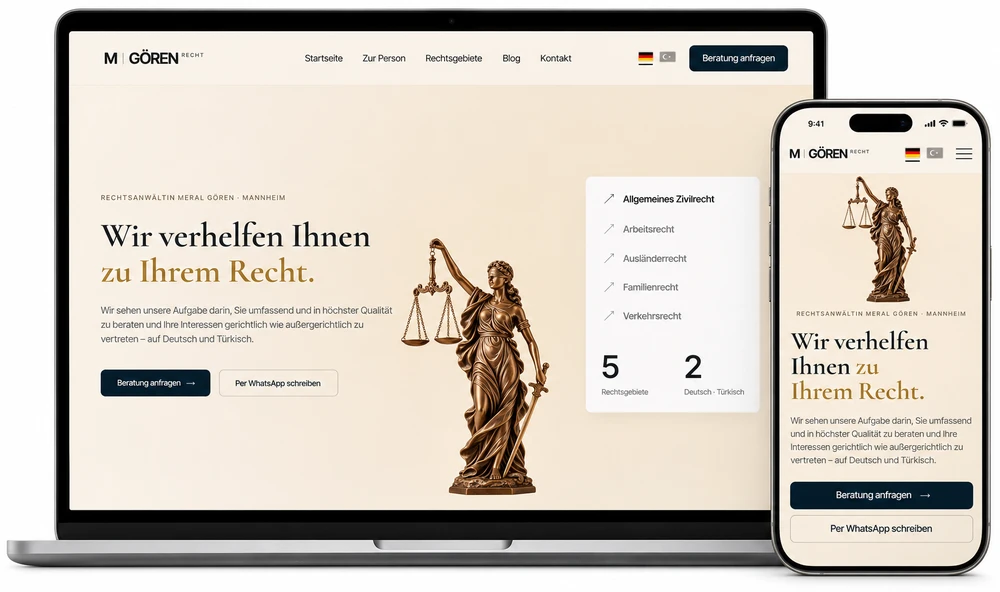 M | GÖREN RECHT
Startseite Zur Person Rechtsgebiete Blog Kontakt
Beratung anfragen
RECHTSANWÄLTIN MERAL GÖREN · MANNHEIM
Wir verhelfen Ihnen
zu Ihrem Recht.
Wir sehen unsere Aufgabe darin, Sie umfassend und in höchster Qualität
zu beraten und Ihre Interessen gerichtlich wie außergerichtlich zu
vertreten – auf Deutsch und Türkisch.
Beratung anfragen →
Per WhatsApp schreiben
Allgemeines Zivilrecht
Arbeitsrecht
Ausländerrecht
Familienrecht
Verkehrsrecht
5
Rechtsgebiete
2
Deutsch · Türkisch
9:41
M | GÖREN RECHT
RECHTSANWÄLTIN MERAL GÖREN · MANNHEIM
Wir verhelfen
Ihnen zu
Ihrem Recht.
Wir sehen unsere Aufgabe darin, Sie umfassend
und in höchster Qualität zu beraten und Ihre
Interessen gerichtlich wie außergerichtlich zu
vertreten – auf Deutsch und Türkisch.
Beratung anfragen →
Per WhatsApp schreiben